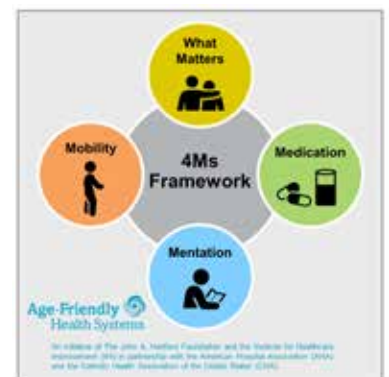 What
Matters
Mobility
4Ms
Framework
Medication
Mentation
Age-Friendly
Health Systems
An initiative of The John A. Hartford Foundation and the Institute for Healthcare
Improvement (IHI) in partnership with the American Hospital Association (AHA)
and the Catholic Health Association of the United States (CHA).